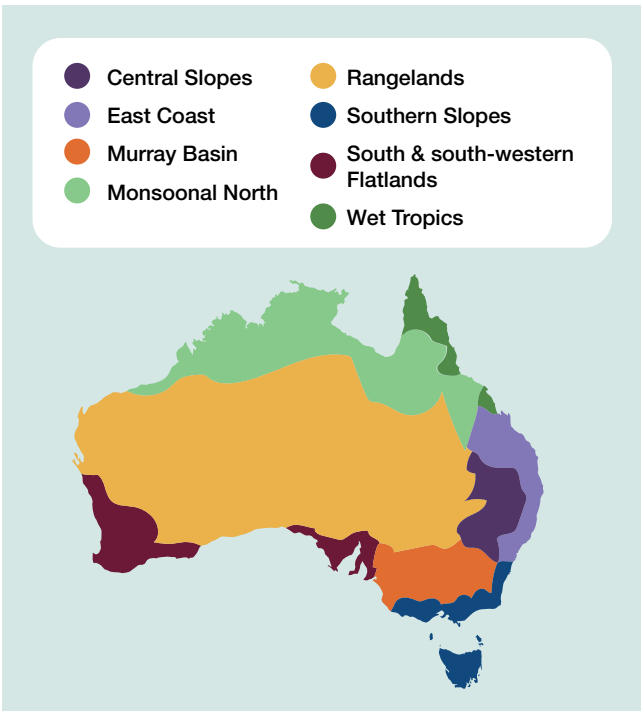 Central Slopes
East Coast
Murray Basin
Monsoonal North
Rangelands
Southern Slopes
South & south-western
Flatlands
Wet Tropics